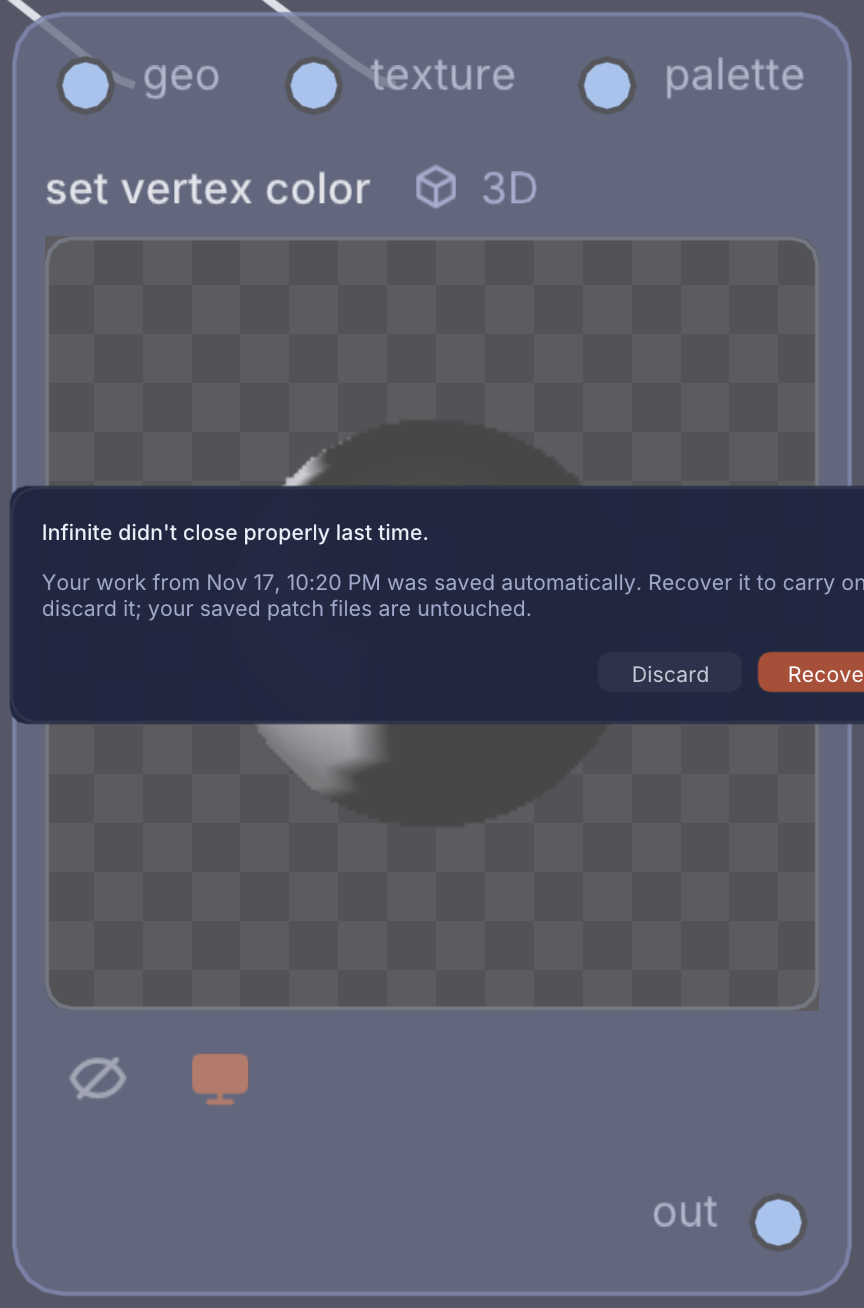 geo texture palette
set vertex color 3D
Infinite didn't close properly last time.
Your work from Nov 17, 10:20 PM was saved automatically. Recover it to carry on
discard it; your saved patch files are untouched.
Discard Recove
out